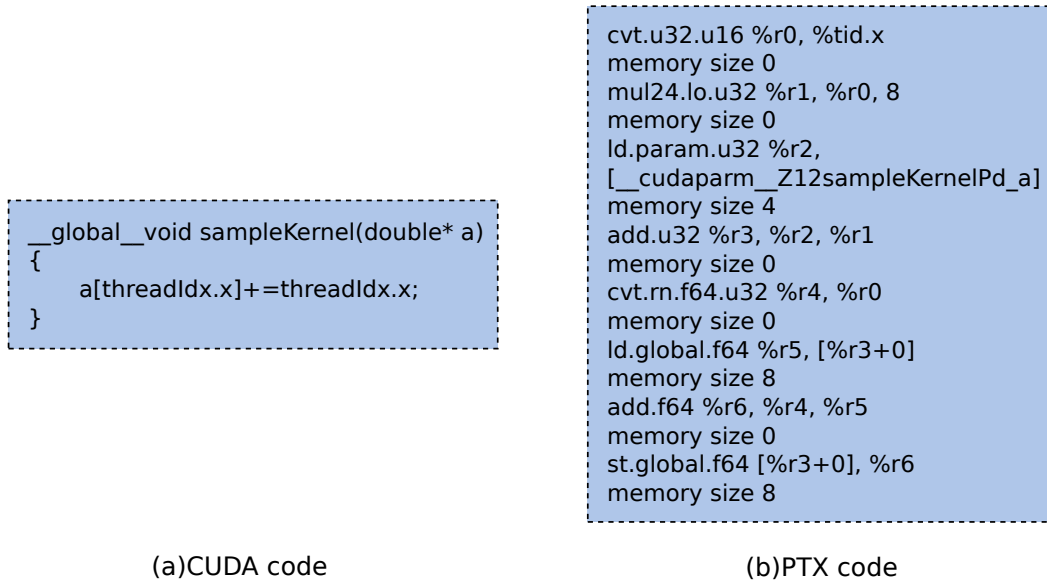 __global__void sampleKernel(double* a)
{
a[threadIdx.x]+=threadIdx.x;
}
(a)CUDA code
cvt.u32.u16 %r0, %tid.x
memory size 0
mul24.lo.u32 %r1, %r0, 8
memory size 0
ld.param.u32 %r2,
[__cudaparm__Z12sampleKernelPd_a]
memory size 4
add.u32 %r3, %r2, %r1
memory size 0
cvt.rn.f64.u32 %r4, %r0
memory size 0
ld.global.f64 %r5, [%r3+0]
memory size 8
add.f64 %r6, %r4, %r5
memory size 0
st.global.f64 [%r3+0], %r6
memory size 8
(b)PTX code